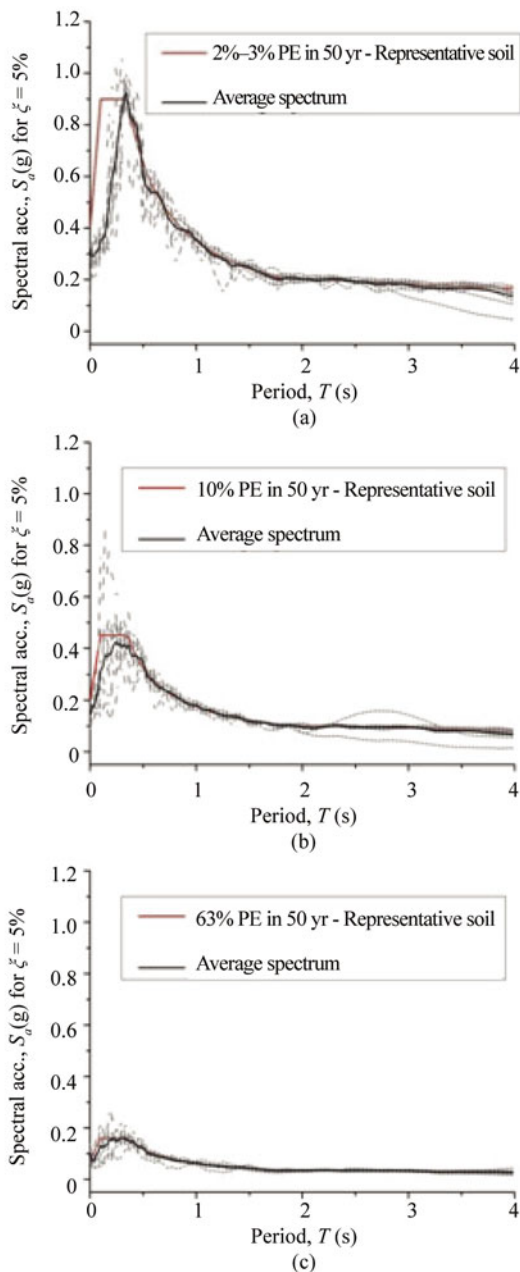 1.2
1.0
0.8
0.6
0.4
0.2
0
Spectral acc., Sₐ(g) for ξ = 5%
2%–3% PE in 50 yr - Representative soil
Average spectrum
0 1 2 3 4
Period, T (s)
(a)
1.2
1.0
0.8
0.6
0.4
0.2
0
Spectral acc., Sₐ(g) for ξ = 5%
10% PE in 50 yr - Representative soil
Average spectrum
0 1 2 3 4
Period, T (s)
(b)
1.2
1.0
0.8
0.6
0.4
0.2
0
Spectral acc., Sₐ(g) for ξ = 5%
63% PE in 50 yr - Representative soil
Average spectrum
0 1 2 3 4
Period, T (s)
(c)